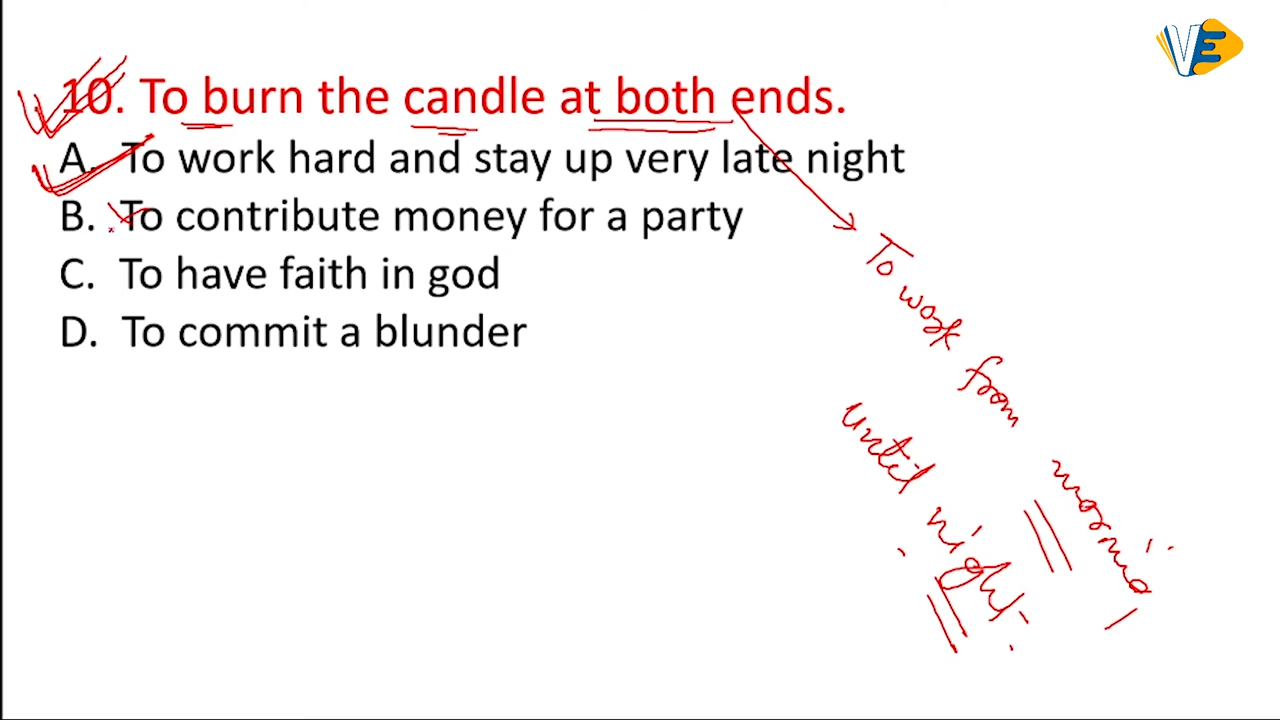 VE
10. To burn the candle at both ends.
A. To work hard and stay up very late night
B. To contribute money for a party
C. To have faith in god
D. To commit a blunder
To work from morning
until night.